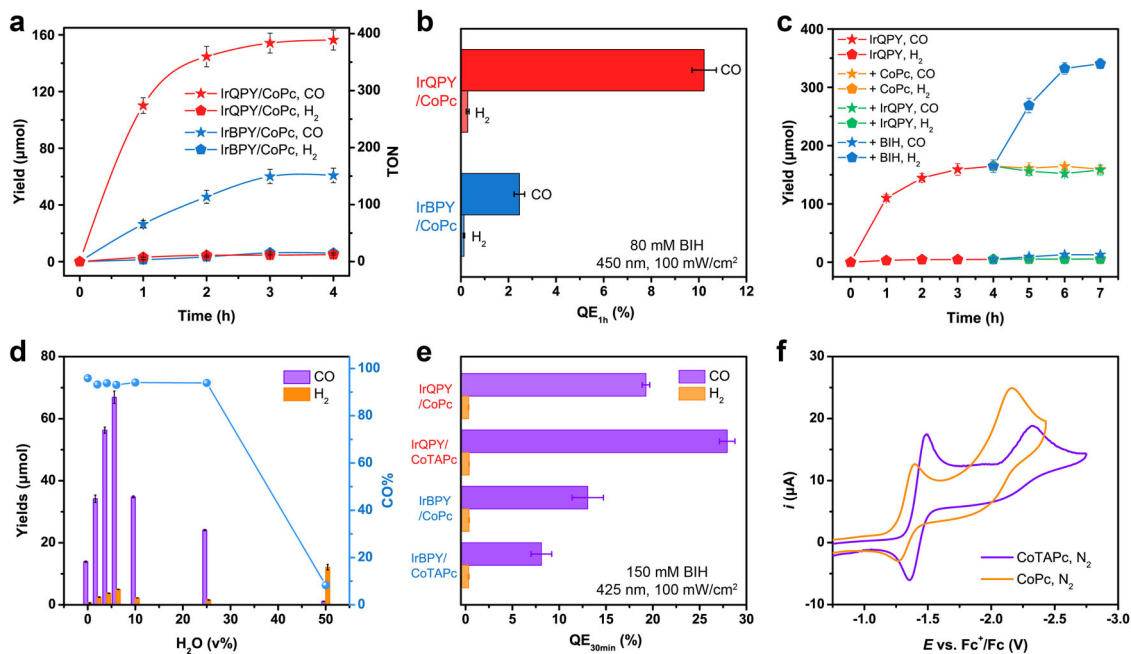 a
160
120
80
40
0
Yield (μmol)
400
300
200
100
0
TON
IrQPY/CoPc, CO
IrQPY/CoPc, H₂
IrBPY/CoPc, CO
IrBPY/CoPc, H₂
0 1 2 3 4
Time (h)
b
IrQPY
/CoPc
CO
H₂
IrBPY
/CoPc
CO
H₂
80 mM BIH
450 nm, 100 mW/cm²
0 2 4 6 8 10 12
QE₁ₕ (%)
c
400
300
200
100
0
Yield (μmol)
IrQPY, CO
IrQPY, H₂
+ CoPc, CO
+ CoPc, H₂
+ IrQPY, CO
+ IrQPY, H₂
+ BIH, CO
+ BIH, H₂
0 1 2 3 4 5 6 7
Time (h)
d
80
60
40
20
0
Yields (μmol)
CO
H₂
100
80
60
40
20
0
CO%
0 10 20 30 40 50
H₂O (v%)
e
CO
H₂
IrQPY
/CoPc
IrQPY/
CoTAPc
IrBPY
/CoPc
IrBPY/
CoTAPc
150 mM BIH
425 nm, 100 mW/cm²
0 5 10 15 20 25 30
QE30min (%)
f
30
20
10
0
-10
i (μA)
CoTAPc, N₂
CoPc, N₂
-1.0 -1.5 -2.0 -2.5 -3.0
E vs. Fc⁺/Fc (V)